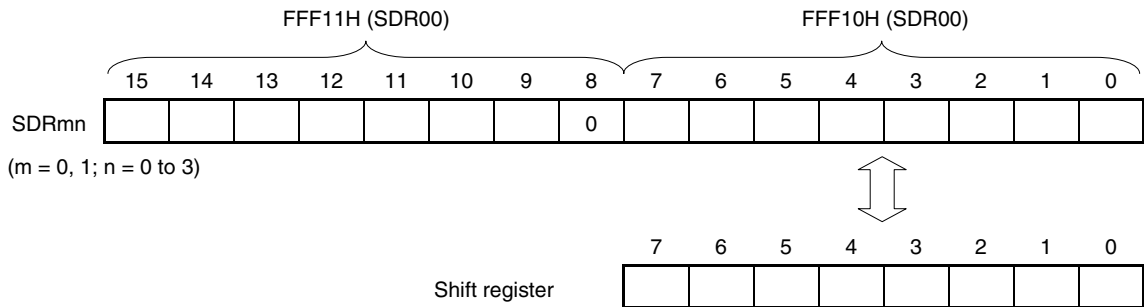 FFF11H (SDR00) FFF10H (SDR00)
15 14 13 12 11 10 9 8 7 6 5 4 3 2 1 0
SDRmn 0
(m = 0, 1; n = 0 to 3)
7 6 5 4 3 2 1 0
Shift register